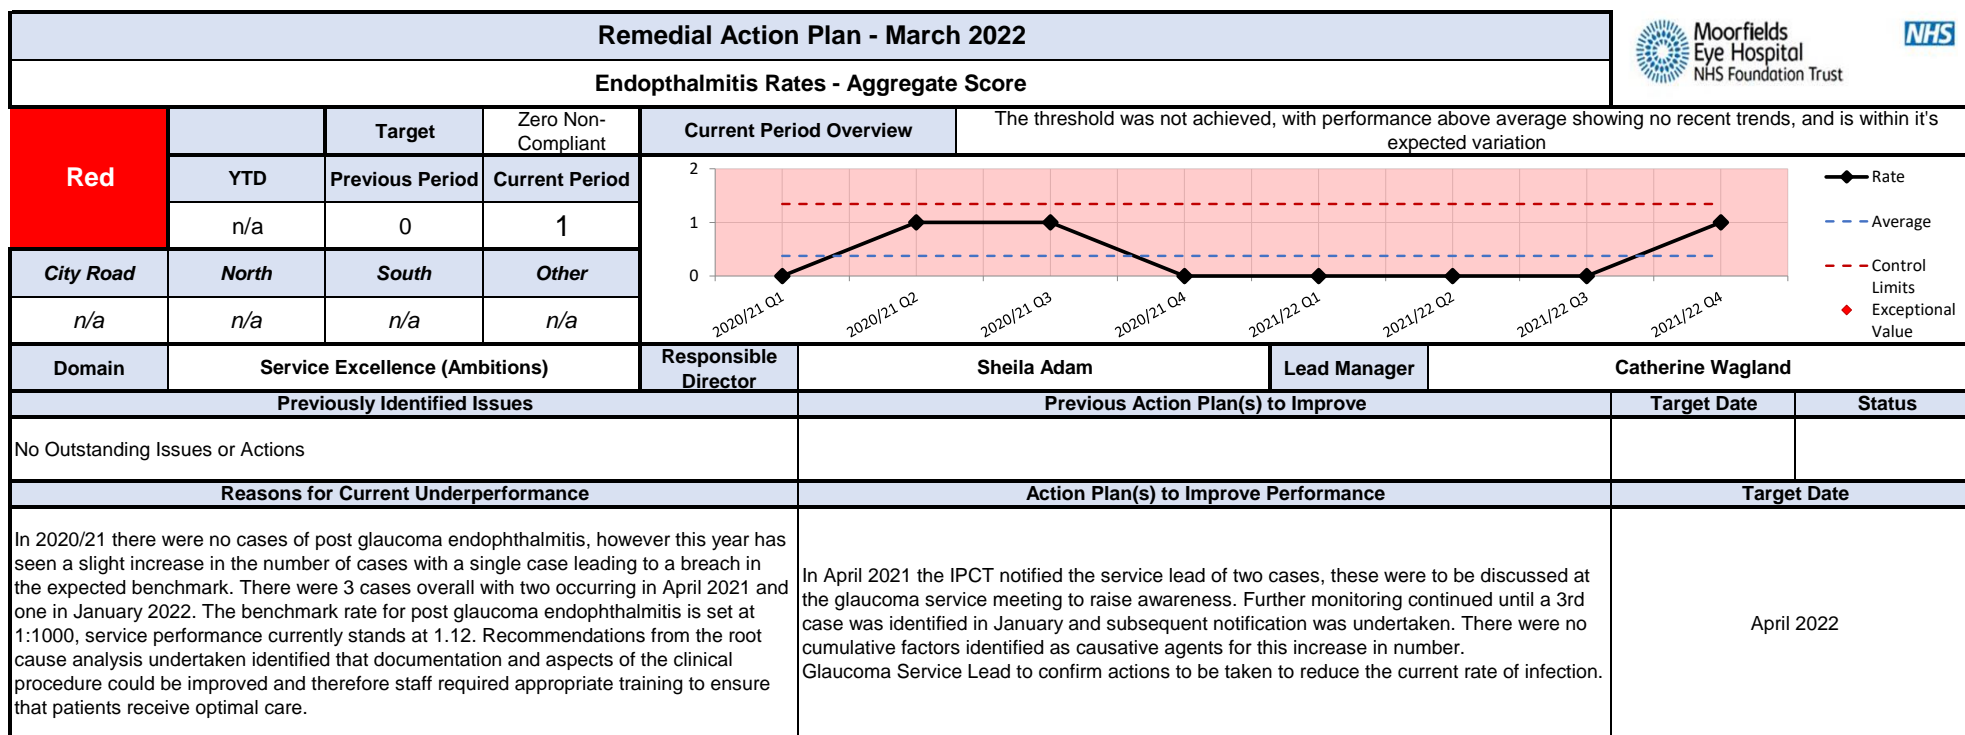 Remedial Action Plan - March 2022
Endopthalmitis Rates - Aggregate Score
Moorfields
Eye Hospital
NHS Foundation Trust
NHS
Red
Target
Zero Non-
Compliant
YTD
Previous Period
Current Period
n/a
0
1
City Road
North
South
Other
n/a
n/a
n/a
n/a
Current Period Overview
The threshold was not achieved, with performance above average showing no recent trends, and is within it's
expected variation
2
1
0
2020/21 Q1
2020/21 Q2
2020/21 Q3
2020/21 Q4
2021/22 Q1
2021/22 Q2
2021/22 Q3
2021/22 Q4
Rate
Average
Control
Limits
Exceptional
Value
Domain
Service Excellence (Ambitions)
Responsible
Director
Sheila Adam
Lead Manager
Catherine Wagland
Previously Identified Issues
Previous Action Plan(s) to Improve
Target Date
Status
No Outstanding Issues or Actions
Reasons for Current Underperformance
Action Plan(s) to Improve Performance
Target Date
In 2020/21 there were no cases of post glaucoma endophthalmitis, however this year has
seen a slight increase in the number of cases with a single case leading to a breach in
the expected benchmark. There were 3 cases overall with two occurring in April 2021 and
one in January 2022. The benchmark rate for post glaucoma endophthalmitis is set at
1:1000, service performance currently stands at 1.12. Recommendations from the root
cause analysis undertaken identified that documentation and aspects of the clinical
procedure could be improved and therefore staff required appropriate training to ensure
that patients receive optimal care.
In April 2021 the IPCT notified the service lead of two cases, these were to be discussed at
the glaucoma service meeting to raise awareness. Further monitoring continued until a 3rd
case was identified in January and subsequent notification was undertaken. There were no
cumulative factors identified as causative agents for this increase in number.
Glaucoma Service Lead to confirm actions to be taken to reduce the current rate of infection.
April 2022